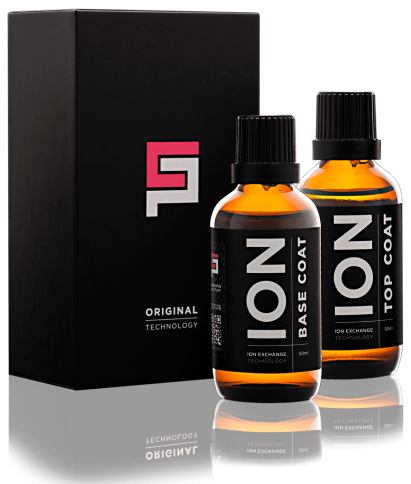 ORIGINAL
TECHNOLOGY
ION
BASE COAT
ION EXCHANGE
TECHNOLOGY
50ml
ION
TOP COAT
ION EXCHANGE
TECHNOLOGY